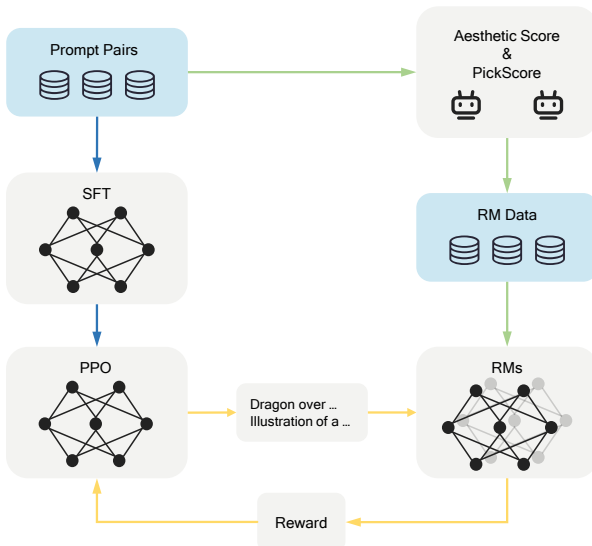 Prompt Pairs
Aesthetic Score
&
PickScore
SFT
RM Data
PPO
Dragon over ...
Illustration of a ...
RMs
Reward